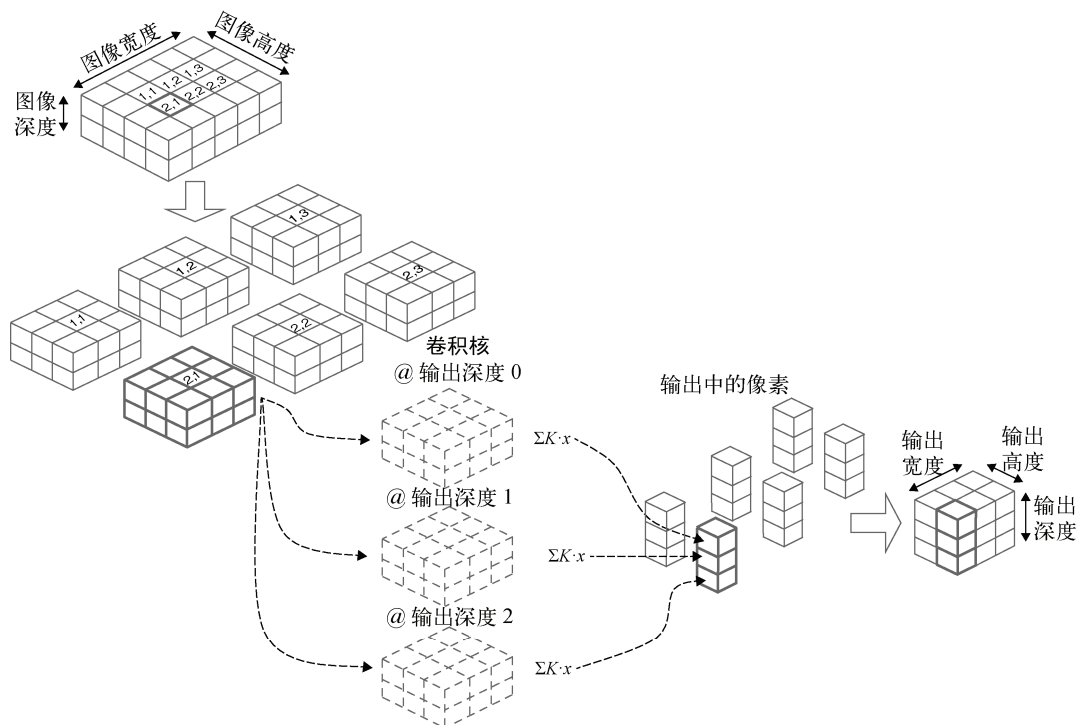 图像宽度
图像高度
图像
深度
1,1
1,2
1,3
2,1
2,2
2,3
1,3
1,2
2,3
1,1
2,2
2,1
卷积核
@ 输出深度 0
ΣK·x
@ 输出深度 1
ΣK·x
@ 输出深度 2
ΣK·x
输出中的像素
输出
宽度
输出
高度
输出
深度